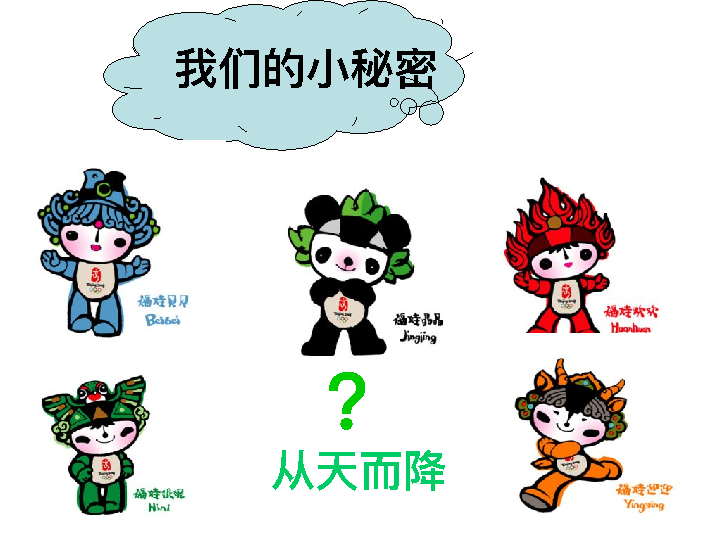 我们的小秘密
福娃贝贝
Beibei
福娃晶晶
Jingjing
福娃欢欢
Huanhuan
?
从天而降
福娃妮妮
Nini
福娃迎迎
Yingying